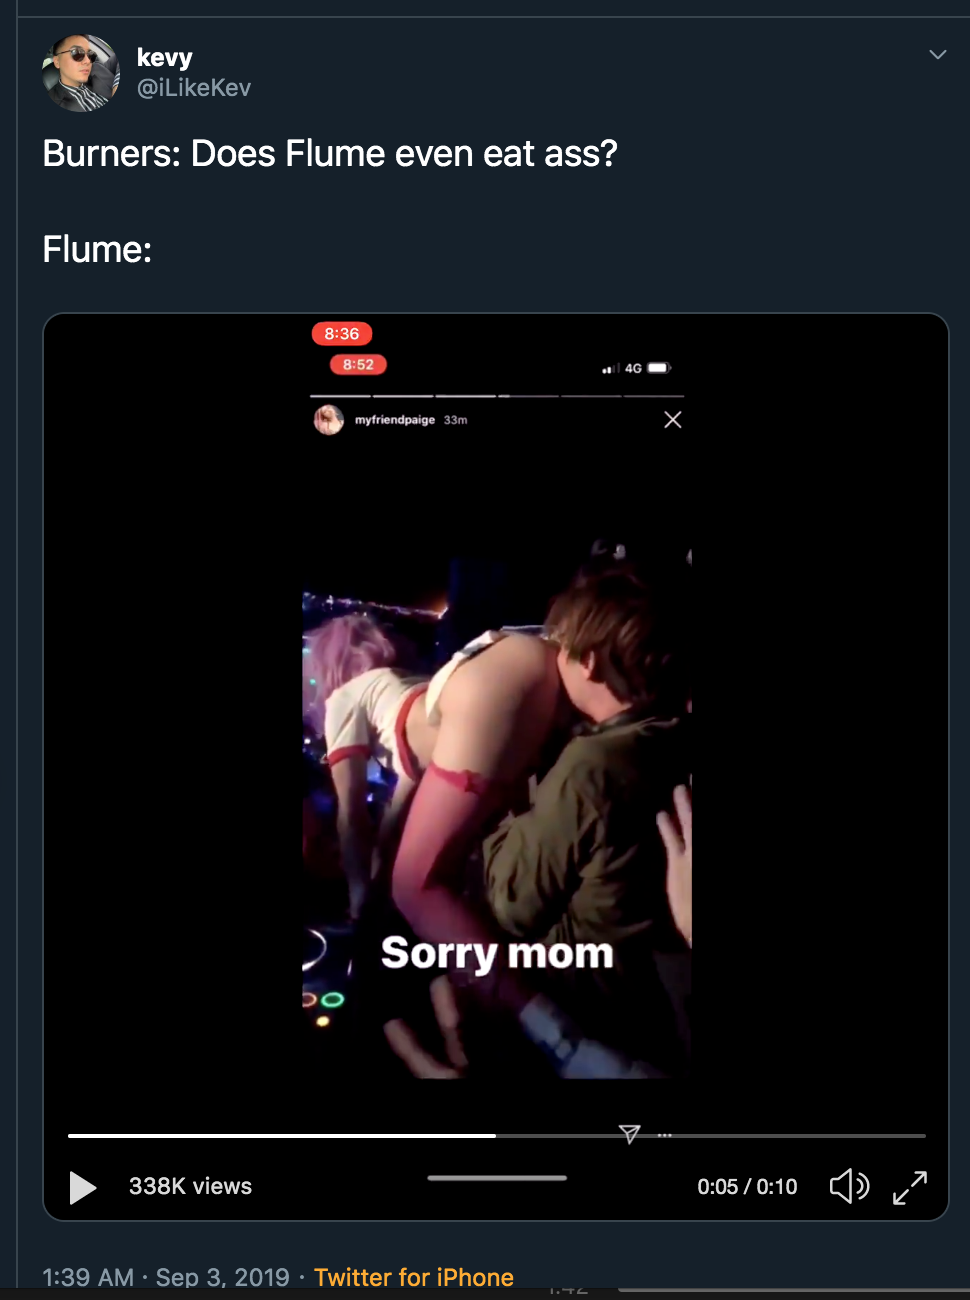 kevy
@iLikeKev
Burners: Does Flume even eat ass?
Flume:
8:36
8:52
4G
myfriendpaige 33m
Sorry mom
338K views
0:05 / 0:10
1:39 AM · Sep 3, 2019 · Twitter for iPhone